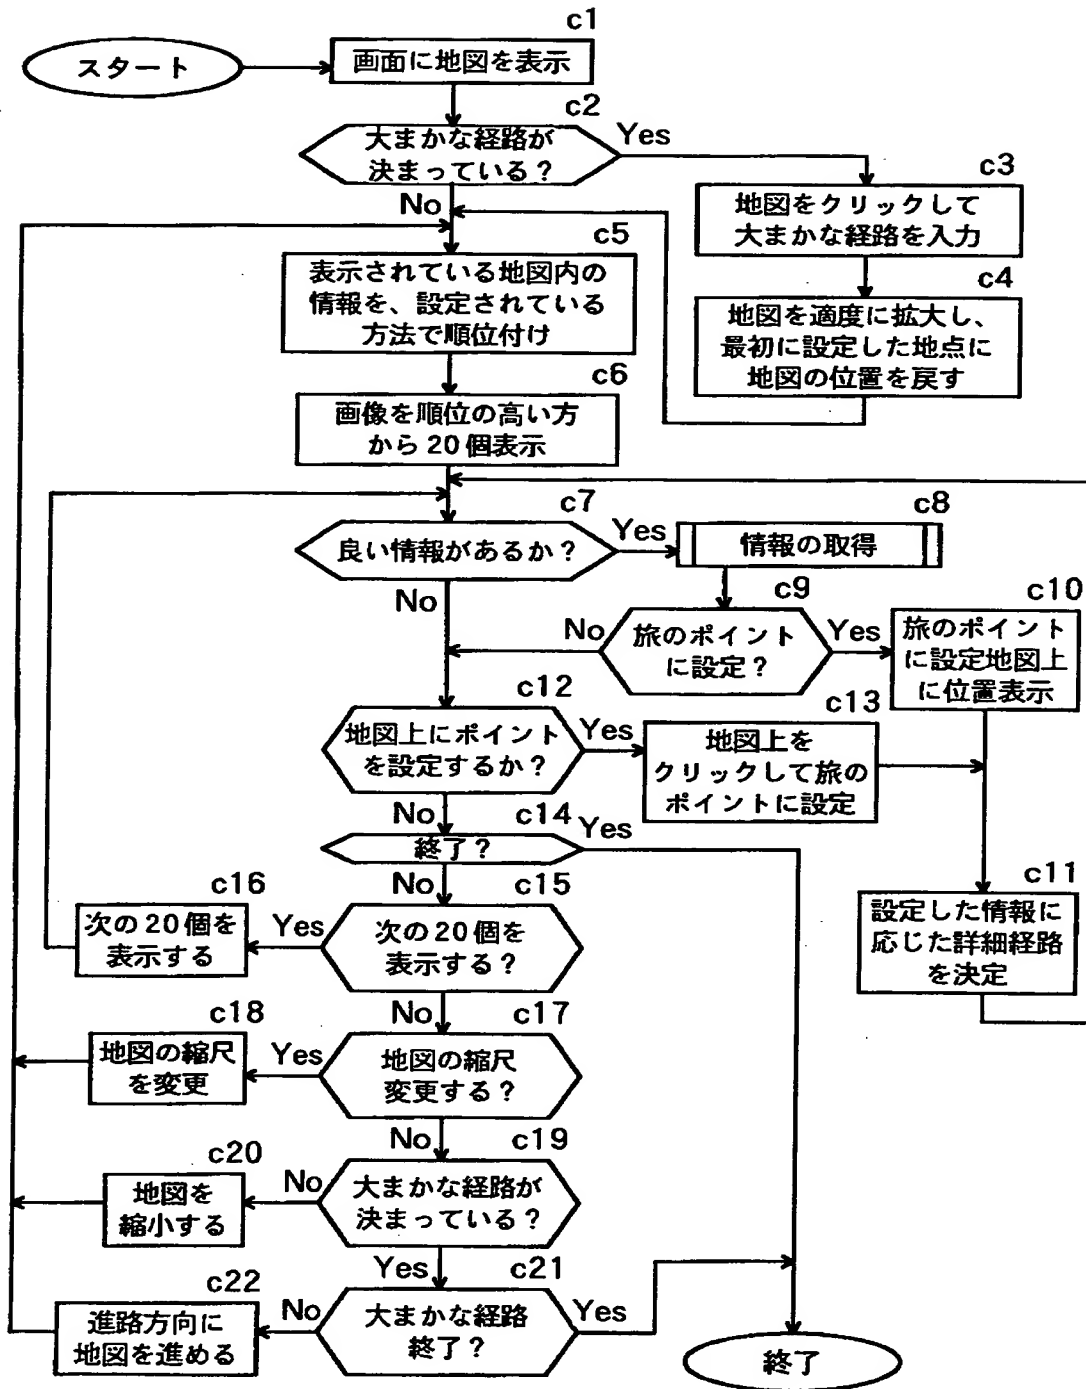 c1
スタート
画面に地図を表示
c2
大まかな経路が
決まっている？
Yes
No
c3
地図をクリックして
大まかな経路を入力
c4
地図を適度に拡大し、
最初に設定した地点に
地図の位置を戻す
c5
表示されている地図内の
情報を、設定されている
方法で順位付け
c6
画像を順位の高い方
から20個表示
c7
良い情報があるか？
Yes
No
c8
情報の取得
c9
旅のポイント
に設定？
No
Yes
c10
旅のポイント
に設定地図上
に位置表示
c12
地図上にポイント
を設定するか？
Yes
No
c13
地図上を
クリックして旅の
ポイントに設定
c14
終了？
Yes
No
c11
設定した情報に
応じた詳細経路
を決定
c15
次の20個を
表示する？
Yes
No
c16
次の20個を
表示する
c17
地図の縮尺
変更する？
Yes
No
c18
地図の縮尺
を変更
c19
大まかな経路が
決まっている？
No
Yes
c20
地図を
縮小する
c21
大まかな経路
終了？
No
Yes
c22
進路方向に
地図を進める
終了